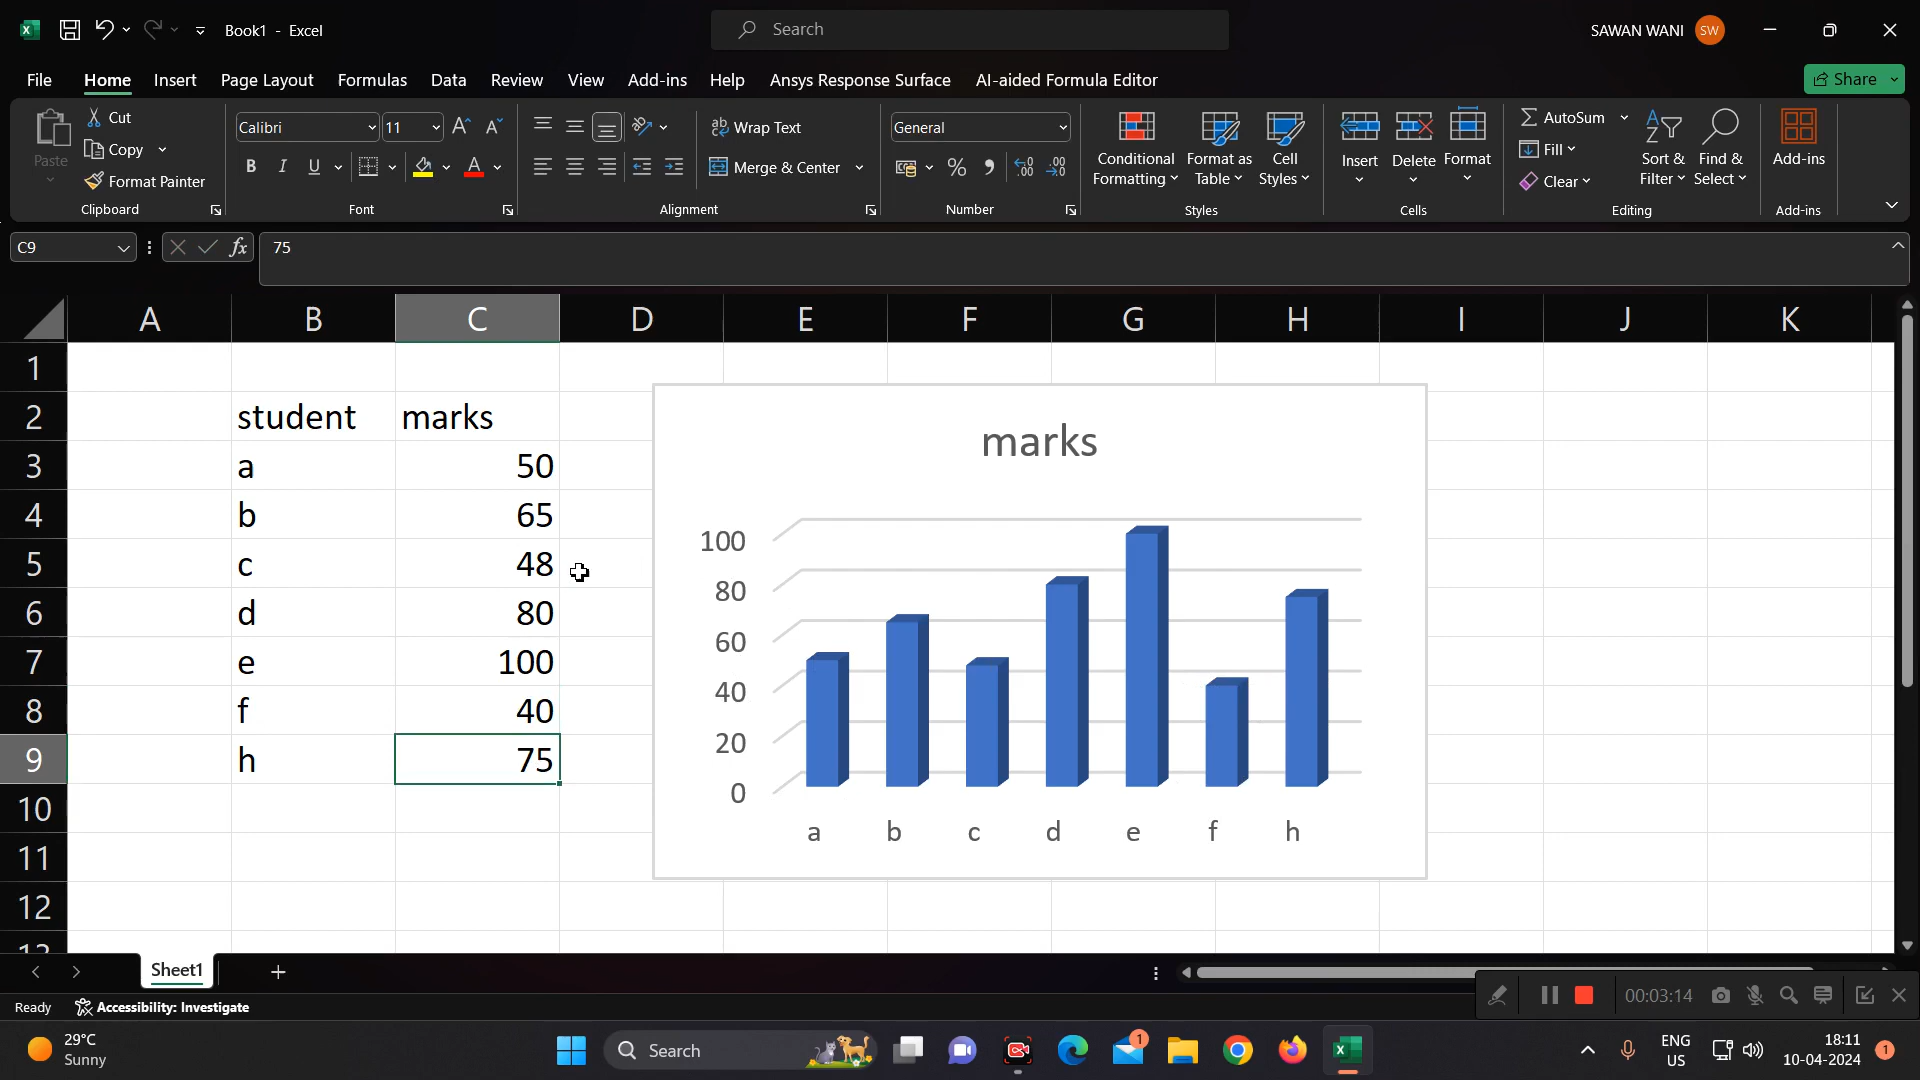 Book1 - Excel
Search
SAWAN WANI
SW
File Home Insert Page Layout Formulas Data Review View Add-ins Help Ansys Response Surface AI-aided Formula Editor
Share
Paste
Cut
Copy
Format Painter
Clipboard
Calibri 11
B I U
Font
Wrap Text
Merge & Center
Alignment
General
Number
Conditional Formatting
Format as Table
Cell Styles
Styles
Insert Delete Format
Cells
AutoSum
Fill
Clear
Sort & Filter
Find & Select
Editing
Add-ins
Add-ins
C9 fx 75
A B C D E F G H I J K
1
2 student marks
3 a 50
4 b 65
5 c 48
6 d 80
7 e 100
8 f 40
9 h 75
10
11
12
13
marks
100
80
60
40
20
0
a b c d e f h
Sheet1
Ready Accessibility: Investigate
00:03:14
29°C
Sunny
Search
1
ENG
US
18:11
10-04-2024
1